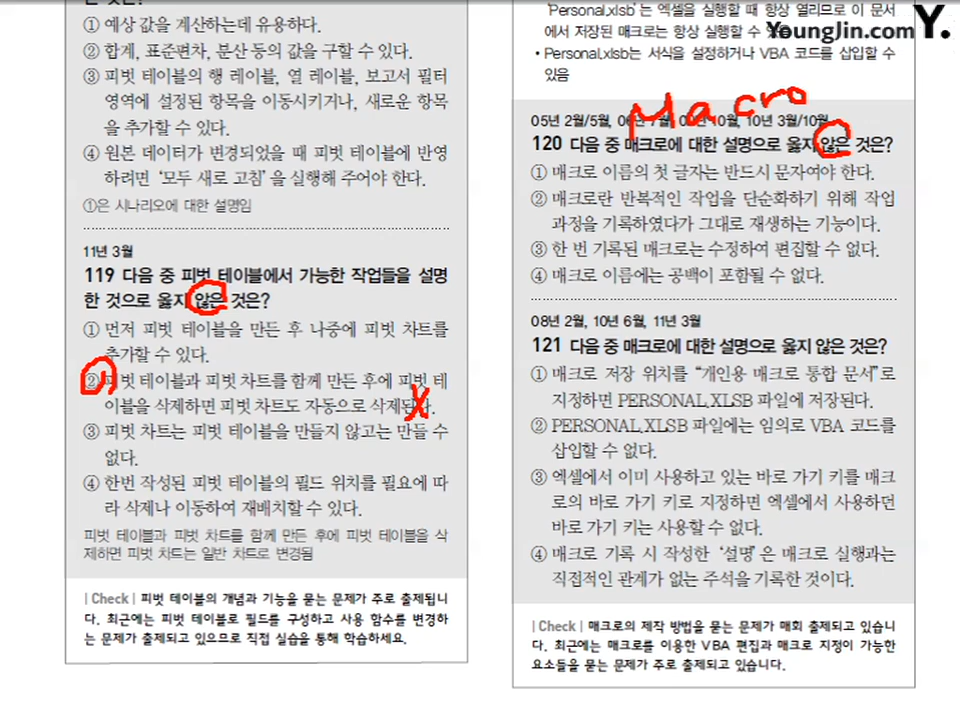 ① 예상 값을 계산하는데 유용하다.
② 합계, 표준편차, 분산 등의 값을 구할 수 있다.
③ 피벗 테이블의 행 레이블, 열 레이블, 보고서 필터
영역에 설정된 항목을 이동시키거나, 새로운 항목
을 추가할 수 있다.
④ 원본 데이터가 변경되었을 때 피벗 테이블에 반영
하려면 '모두 새로 고침'을 실행해 주어야 한다.
①은 시나리오에 대한 설명임
11년 3월
119 다음 중 피벗 테이블에서 가능한 작업들을 설명
한 것으로 옳지 않은 것은?
① 먼저 피벗 테이블을 만든 후 나중에 피벗 차트를
추가할 수 있다.
② 피벗 테이블과 피벗 차트를 함께 만든 후에 피벗 테
이블을 삭제하면 피벗 차트도 자동으로 삭제된다.
③ 피벗 차트는 피벗 테이블을 만들지 않고는 만들 수
없다.
④ 한번 작성된 피벗 테이블의 필드 위치를 필요에 따
라 삭제나 이동하여 재배치할 수 있다.
피벗 테이블과 피벗 차트를 함께 만든 후에 피벗 테이블을 삭
제하면 피벗 차트는 일반 차트로 변경됨
| Check | 피벗 테이블의 개념과 기능을 묻는 문제가 주로 출제됩니
다. 최근에는 피벗 테이블로 필드를 구성하고 사용 함수를 변경하
는 문제가 출제되고 있으므로 직접 실습을 통해 학습하세요.
'Personal.xlsb'는 엑셀을 실행할 때 항상 열리므로 이 문서
에서 저장된 매크로는 항상 실행할 수 있음
YoungJin.com Y.
• Personal.xlsb는 서식을 설정하거나 VBA 코드를 삽입할 수
있음
Macro
05년 2월/5월, 06년 7월, 10월, 10년 3월/10월
120 다음 중 매크로에 대한 설명으로 옳지 않은 것은?
① 매크로 이름의 첫 글자는 반드시 문자여야 한다.
② 매크로란 반복적인 작업을 단순화하기 위해 작업
과정을 기록하였다가 그대로 재생하는 기능이다.
③ 한 번 기록된 매크로는 수정하여 편집할 수 없다.
④ 매크로 이름에는 공백이 포함될 수 없다.
08년 2월, 10년 6월, 11년 3월
121 다음 중 매크로에 대한 설명으로 옳지 않은 것은?
① 매크로 저장 위치를 "개인용 매크로 통합 문서"로
지정하면 PERSONAL.XLSB 파일에 저장된다.
② PERSONAL.XLSB 파일에는 임의로 VBA 코드를
삽입할 수 없다.
③ 엑셀에서 이미 사용하고 있는 바로 가기 키를 매크
로의 바로 가기 키로 지정하면 엑셀에서 사용하던
바로 가기 키는 사용할 수 없다.
④ 매크로 기록 시 작성한 '설명'은 매크로 실행과는
직접적인 관계가 없는 주석을 기록한 것이다.
| Check | 매크로의 제작 방법을 묻는 문제가 매회 출제되고 있습니
다. 최근에는 매크로를 이용한 VBA 편집과 매크로 지정이 가능한
요소들을 묻는 문제가 주로 출제되고 있습니다.